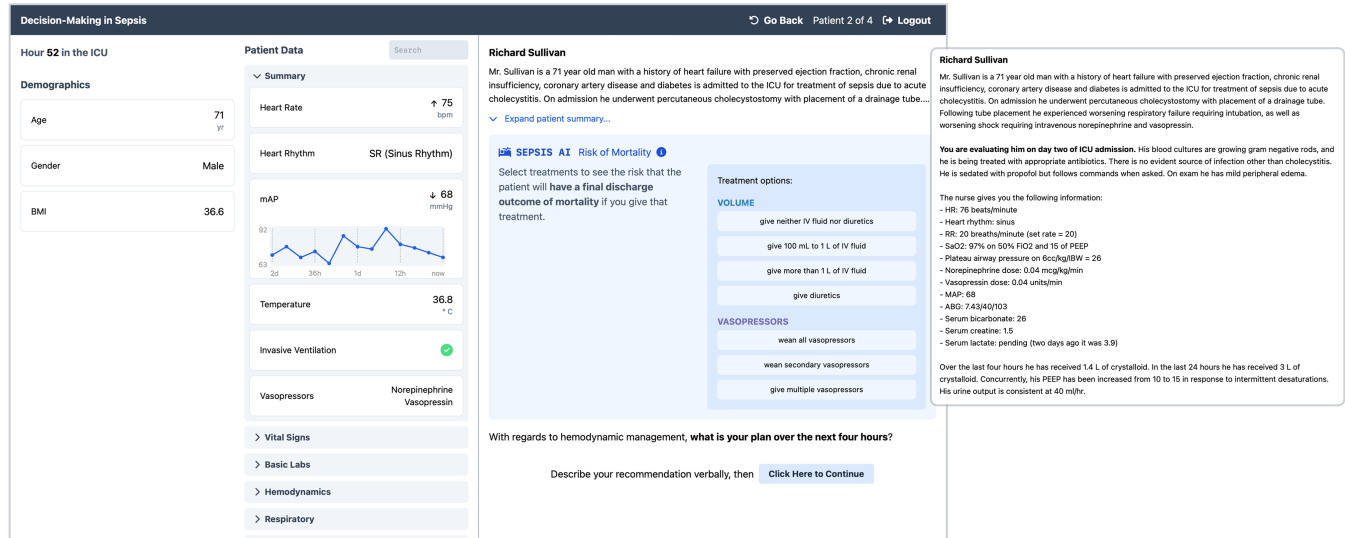 Decision-Making in Sepsis
Go Back Patient 2 of 4 Logout
Hour 52 in the ICU
Demographics
Age
71
yr
Gender
Male
BMI
36.6
Patient Data
Search
Summary
Heart Rate
↑ 75
bpm
Heart Rhythm
SR (Sinus Rhythm)
mAP
↓ 68
mmHg
92
63
2d 36h 1d 12h now
Temperature
36.8
° C
Invasive Ventilation
Vasopressors
Norepinephrine
Vasopressin
Vital Signs
Basic Labs
Hemodynamics
Respiratory
Richard Sullivan
Mr. Sullivan is a 71 year old man with a history of heart failure with preserved ejection fraction, chronic renal
insufficiency, coronary artery disease and diabetes is admitted to the ICU for treatment of sepsis due to acute
cholecystitis. On admission he underwent percutaneous cholecystostomy with placement of a drainage tube....
Expand patient summary...
SEPSIS AI Risk of Mortality
Select treatments to see the risk that the
patient will have a final discharge
outcome of mortality if you give that
treatment.
Treatment options:
VOLUME
give neither IV fluid nor diuretics
give 100 mL to 1 L of IV fluid
give more than 1 L of IV fluid
give diuretics
VASOPRESSORS
wean all vasopressors
wean secondary vasopressors
give multiple vasopressors
With regards to hemodynamic management, what is your plan over the next four hours?
Describe your recommendation verbally, then Click Here to Continue
Richard Sullivan
Mr. Sullivan is a 71 year old man with a history of heart failure with preserved ejection fraction, chronic renal
insufficiency, coronary artery disease and diabetes is admitted to the ICU for treatment of sepsis due to acute
cholecystitis. On admission he underwent percutaneous cholecystostomy with placement of a drainage tube.
Following tube placement he experienced worsening respiratory failure requiring intubation, as well as
worsening shock requiring intravenous norepinephrine and vasopressin.
You are evaluating him on day two of ICU admission. His blood cultures are growing gram negative rods, and
he is being treated with appropriate antibiotics. There is no evident source of infection other than cholecystitis.
He is sedated with propofol but follows commands when asked. On exam he has mild peripheral edema.
The nurse gives you the following information:
- HR: 76 beats/minute
- Heart rhythm: sinus
- RR: 20 breaths/minute (set rate = 20)
- SaO2: 97% on 50% FiO2 and 15 of PEEP
- Plateau airway pressure on 6cc/kg/IBW = 26
- Norepinephrine dose: 0.04 mcg/kg/min
- Vasopressin dose: 0.04 units/min
- MAP: 68
- ABG: 7.43/40/103
- Serum bicarbonate: 26
- Serum creatine: 1.5
- Serum lactate: pending (two days ago it was 3.9)
Over the last four hours he has received 1.4 L of crystalloid. In the last 24 hours he has received 3 L of
crystalloid. Concurrently, his PEEP has been increased from 10 to 15 in response to intermittent desaturations.
His urine output is consistent at 40 ml/hr.